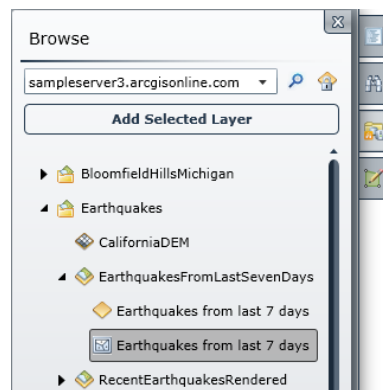 Browse
sampleserver3.arcgisonline.com
Add Selected Layer
BloomfieldHillsMichigan
Earthquakes
CaliforniaDEM
EarthquakesFromLastSevenDays
Earthquakes from last 7 days
Earthquakes from last 7 days
RecentEarthquakesRendered